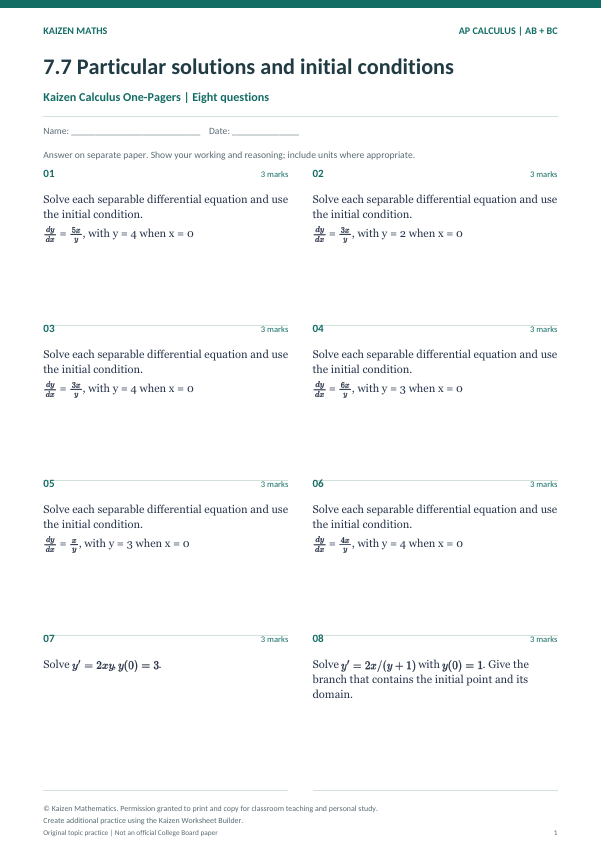 KAIZEN MATHS
AP CALCULUS | AB + BC
7.7 Particular solutions and initial conditions
Kaizen Calculus One-Pagers | Eight questions
Name: ____________________________ Date: ______________
Answer on separate paper. Show your working and reasoning; include units where appropriate.
01 3 marks
Solve each separable differential equation and use
the initial condition.
dy/dx = 5x/y, with y = 4 when x = 0
02 3 marks
Solve each separable differential equation and use
the initial condition.
dy/dx = 3x/y, with y = 2 when x = 0
03 3 marks
Solve each separable differential equation and use
the initial condition.
dy/dx = 3x/y, with y = 4 when x = 0
04 3 marks
Solve each separable differential equation and use
the initial condition.
dy/dx = 6x/y, with y = 3 when x = 0
05 3 marks
Solve each separable differential equation and use
the initial condition.
dy/dx = x/y, with y = 3 when x = 0
06 3 marks
Solve each separable differential equation and use
the initial condition.
dy/dx = 4x/y, with y = 4 when x = 0
07 3 marks
Solve y′ = 2xy, y(0) = 3.
08 3 marks
Solve y′ = 2x/(y + 1) with y(0) = 1. Give the
branch that contains the initial point and its
domain.
© Kaizen Mathematics. Permission granted to print and copy for classroom teaching and personal study.
Create additional practice using the Kaizen Worksheet Builder.
Original topic practice | Not an official College Board paper
1